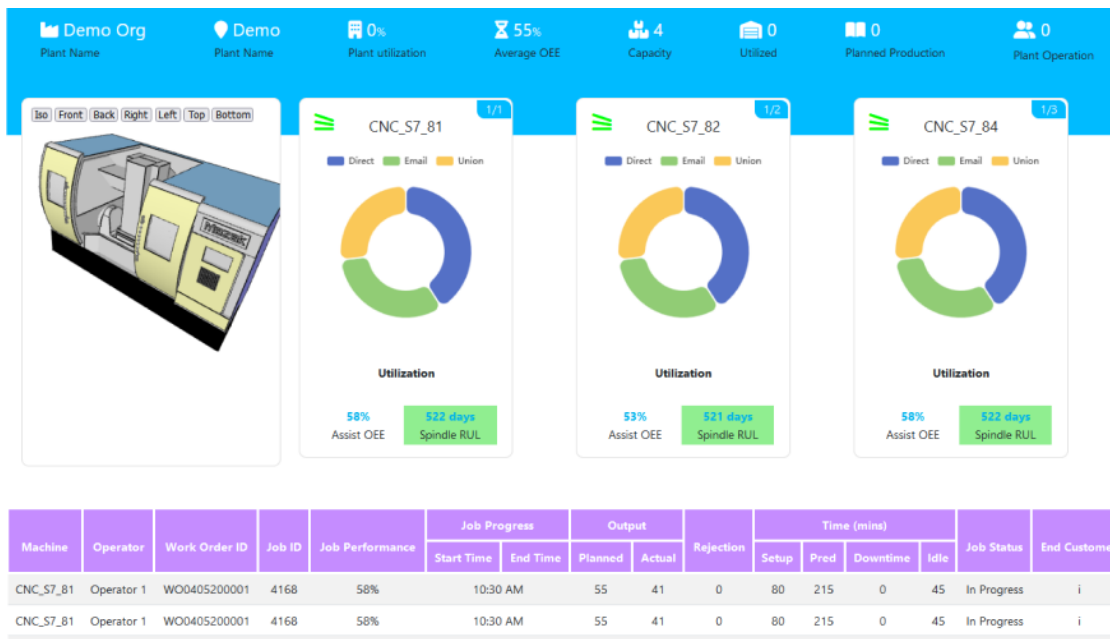 Demo Org
Plant Name
Demo
Plant Name
0%
Plant utilization
55%
Average OEE
4
Capacity
0
Utilized
0
Planned Production
0
Plant Operation
Iso Front Back Right Left Top Bottom
1/1
CNC_S7_81
Direct Email Union
Utilization
58%
Assist OEE
522 days
Spindle RUL
1/2
CNC_S7_82
Direct Email Union
Utilization
53%
Assist OEE
521 days
Spindle RUL
1/3
CNC_S7_84
Direct Email Union
Utilization
58%
Assist OEE
522 days
Spindle RUL
Machine Operator Work Order ID Job ID Job Performance Job Progress Output Rejection Time (mins) Job Status End Custome
Start Time End Time Planned Actual Setup Pred Downtime Idle
CNC_S7_81 Operator 1 WO0405200001 4168 58% 10:30 AM 55 41 0 80 215 0 45 In Progress i
CNC_S7_81 Operator 1 WO0405200001 4168 58% 10:30 AM 55 41 0 80 215 0 45 In Progress i